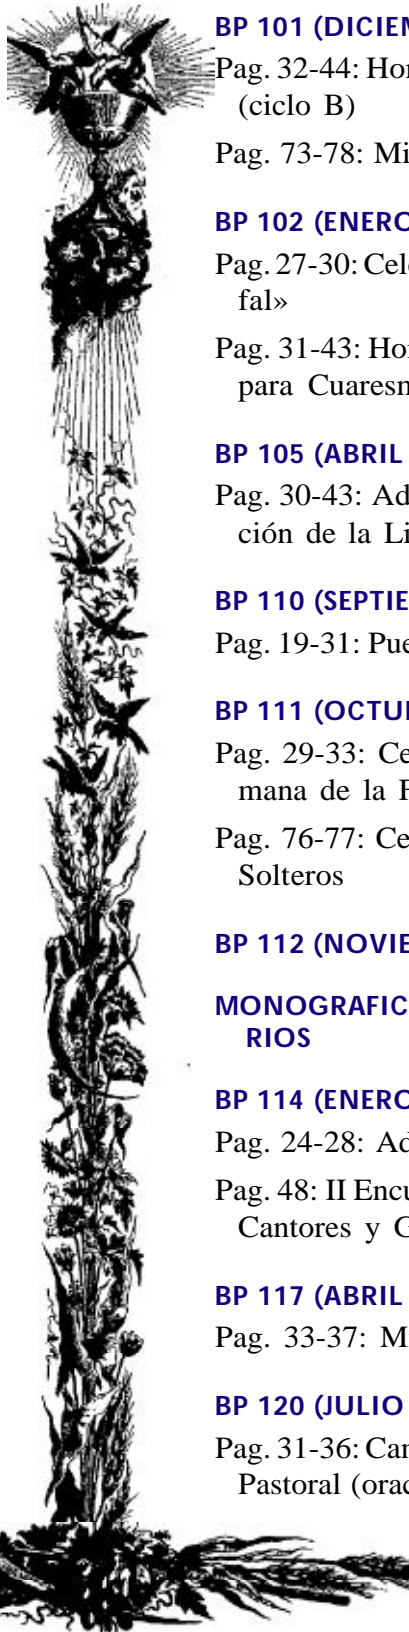 BP 101 (DICIEM
Pag. 32-44: Hor
(ciclo B)
Pag. 73-78: Mi
BP 102 (ENERO
Pag. 27-30: Cele
fal»
Pag. 31-43: Hor
para Cuaresn
BP 105 (ABRIL
Pag. 30-43: Ad
ción de la Li
BP 110 (SEPTIE
Pag. 19-31: Pue
BP 111 (OCTU
Pag. 29-33: Ce
mana de la F
Pag. 76-77: Ce
Solteros
BP 112 (NOVIE
MONOGRAFIC
RIOS
BP 114 (ENERO
Pag. 24-28: Ad
Pag. 48: II Encu
Cantores y G
BP 117 (ABRIL
Pag. 33-37: M
BP 120 (JULIO
Pag. 31-36: Can
Pastoral (orac